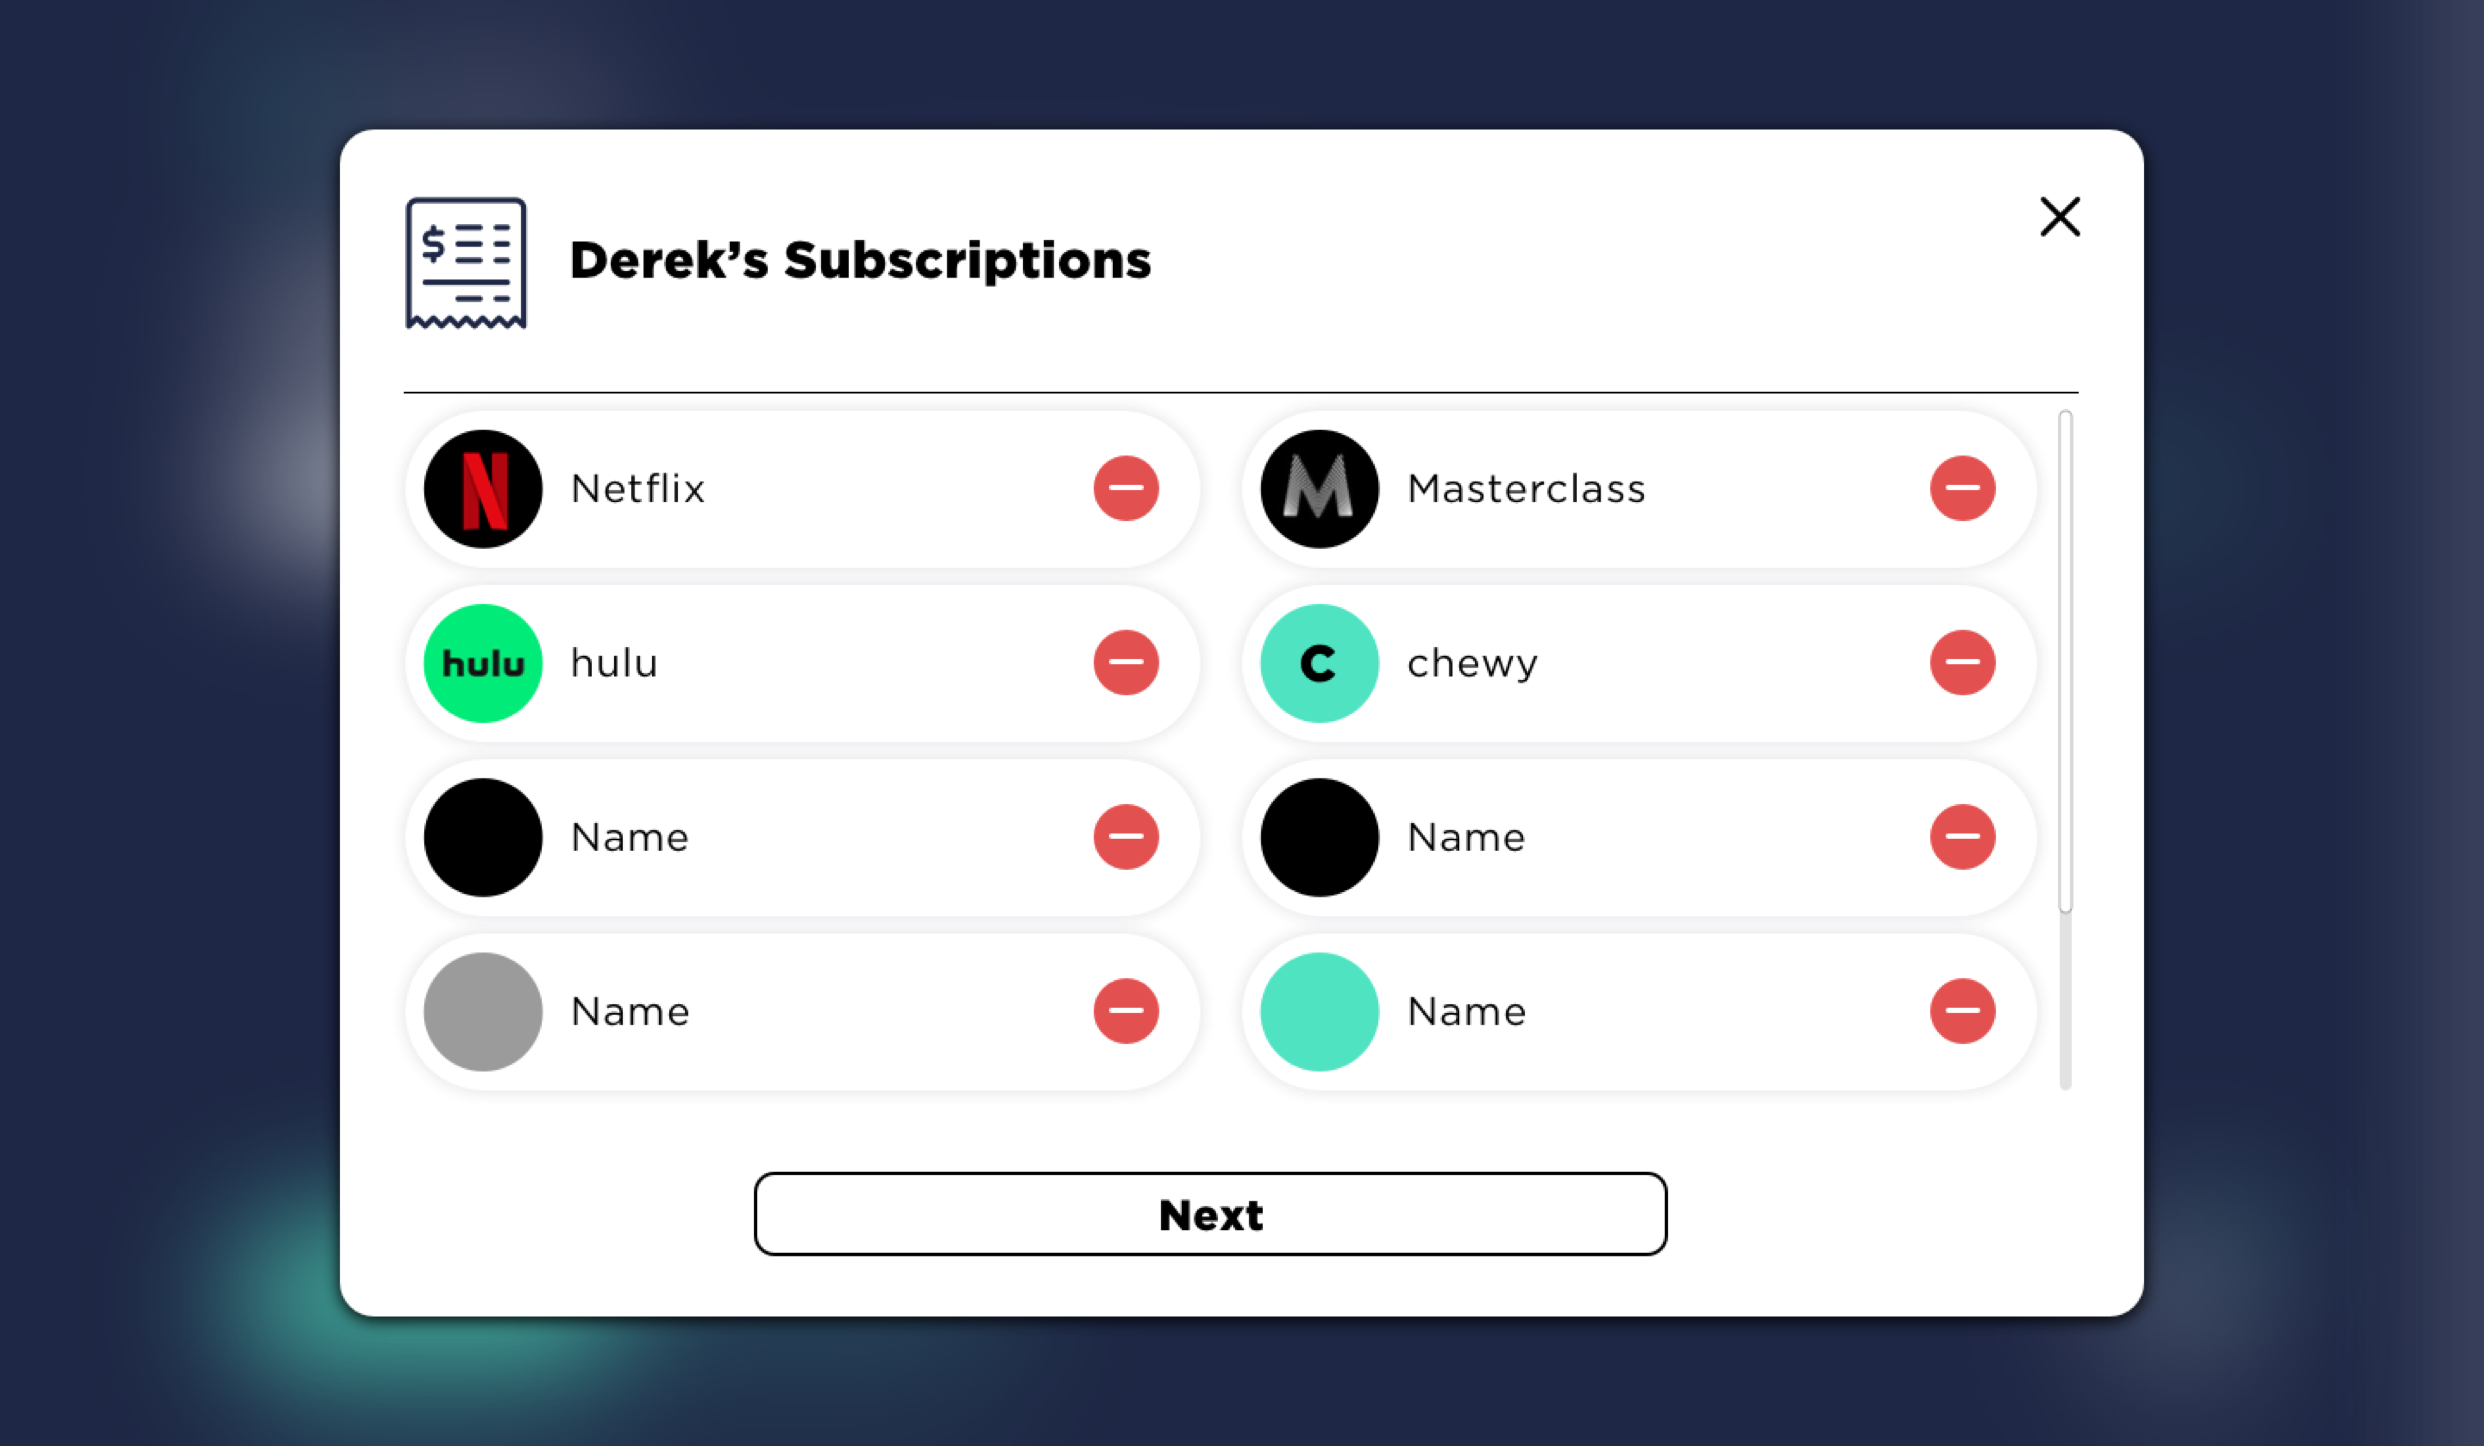 $
Derek’s Subscriptions
N
Netflix
M
Masterclass
hulu
hulu
C
chewy
Name
Name
Name
Name
Next